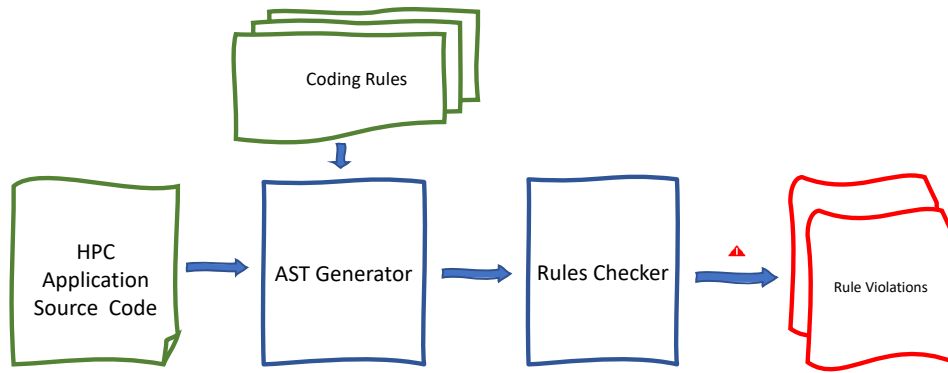 Coding Rules
HPC
Application
Source Code
AST Generator
Rules Checker
Rule Violations